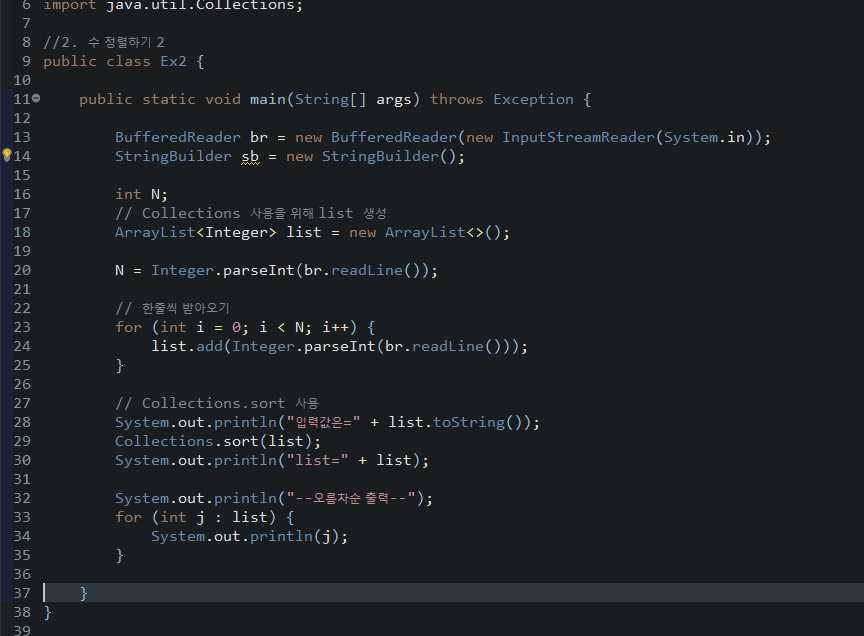 6 import java.util.Collections;
7
8 //2. 수 정렬하기 2
9 public class Ex2 {
10
11 public static void main(String[] args) throws Exception {
12
13 BufferedReader br = new BufferedReader(new InputStreamReader(System.in));
14 StringBuilder sb = new StringBuilder();
15
16 int N;
17 // Collections 사용을 위해 list 생성
18 ArrayList<Integer> list = new ArrayList<>();
19
20 N = Integer.parseInt(br.readLine());
21
22 // 한줄씩 받아오기
23 for (int i = 0; i < N; i++) {
24 list.add(Integer.parseInt(br.readLine()));
25 }
26
27 // Collections.sort 사용
28 System.out.println("입력값은=" + list.toString());
29 Collections.sort(list);
30 System.out.println("list=" + list);
31
32 System.out.println("--오름차순 출력--");
33 for (int j : list) {
34 System.out.println(j);
35 }
36
37 }
38 }
39